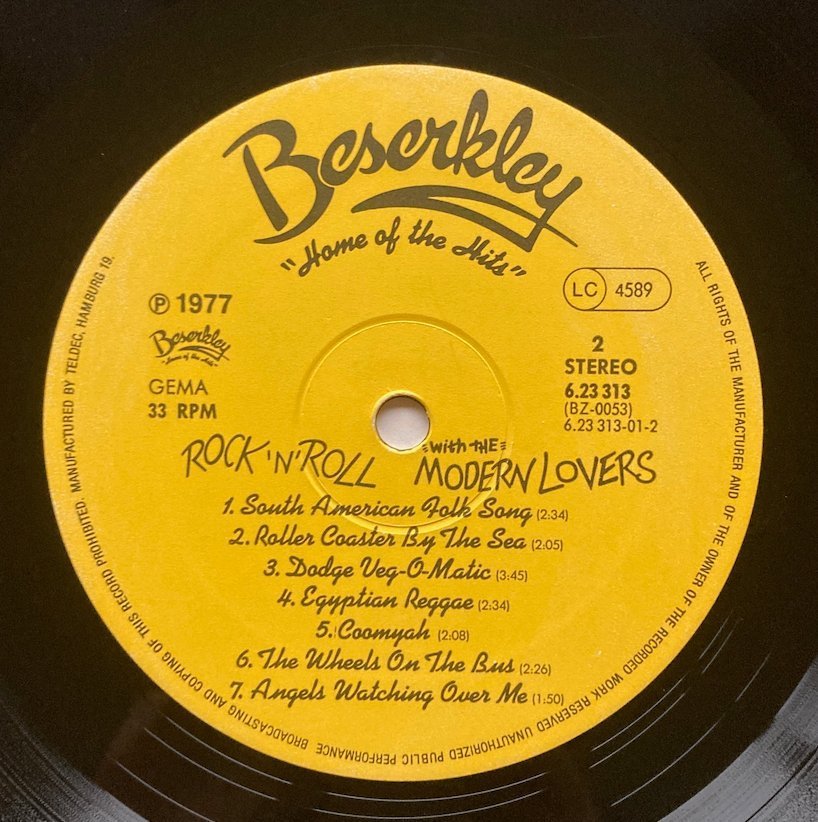 Beserkley
"Home of the Hits"
℗ 1977
Beserkley
"Home of the Hits"
GEMA
33 RPM
LC 4589
2
STEREO
6.23 313
(BZ-0053)
6.23 313-01-2
ROCK 'N' ROLL with THE MODERN LOVERS
1. South American Folk Song (2:34)
2. Roller Coaster By The Sea (2:05)
3. Dodge Veg-O-Matic (3:45)
4. Egyptian Reggae (2:34)
5. Coomyah (2:08)
6. The Wheels On The Bus (2:26)
7. Angels Watching Over Me (1:50)
ALL RIGHTS OF THE MANUFACTURER AND OF THE OWNER OF THE RECORDED WORK RESERVED UNAUTHORIZED PUBLIC PERFORMANCE BROADCASTING AND COPYING OF THIS RECORD PROHIBITED. MANUFACTURED BY TELDEC, HAMBURG 19.